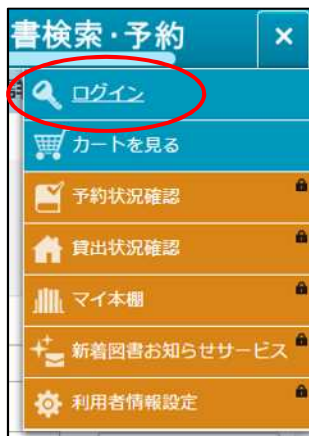 書検索・予約
×
ログイン
カートを見る
予約状況確認
貸出状況確認
マイ本棚
新着図書お知らせサービス
利用者情報設定